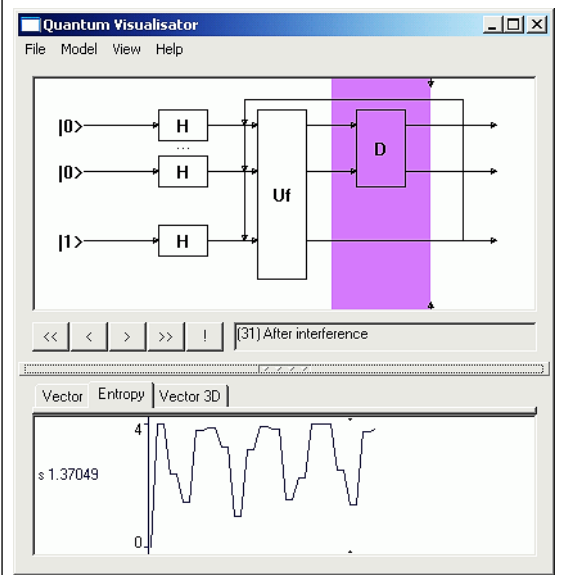 Quantum Visualisator
File Model View Help
|0> H
...
|0> H D
Uf
|1> H
<< < > >> ! (31) After interference
Vector Entropy Vector 3D
4
s 1.37049
0